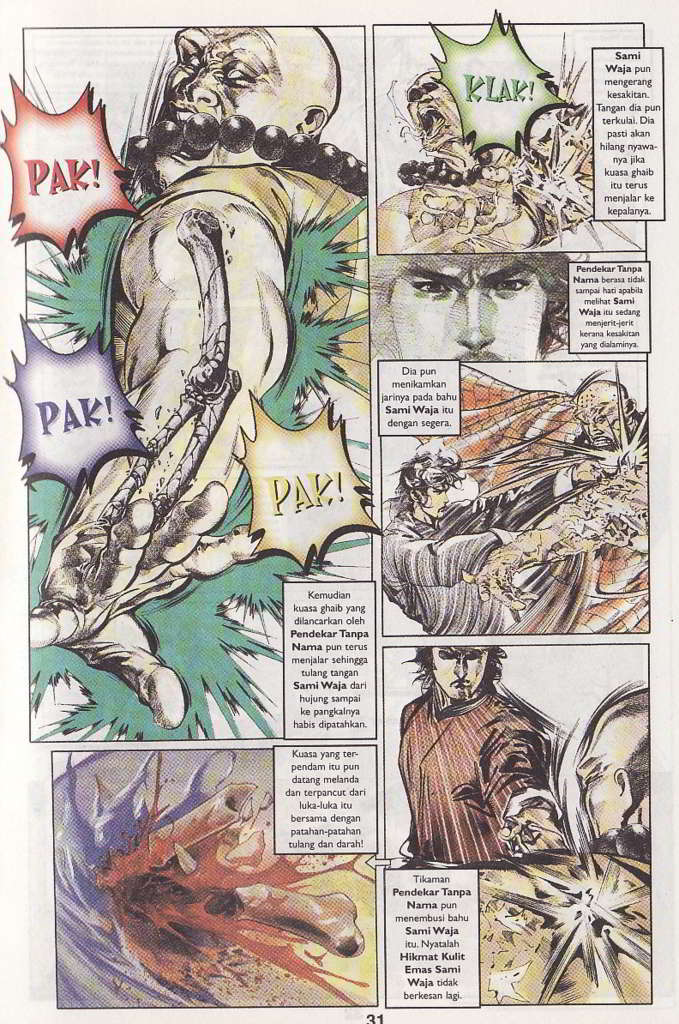 PAK!
PAK!
PAK!
Kemudian
kuasa ghaib yang
dilancarkan oleh
Pendekar Tanpa
Nama pun terus
menjalar sehingga
tulang tangan
Sami Waja dari
hujung sampai
ke pangkalnya
habis dipatahkan.
KLAK!
Sami
Waja pun
mengerang
kesakitan.
Tangan dia pun
terkulai. Dia
pasti akan
hilang nyawa-
nya jika
kuasa ghaib
itu terus
menjalar ke
kepalanya.
Pendekar Tanpa
Nama berasa tidak
sampai hati apabila
melihat Sami
Waja itu sedang
menjerit-jerit
kerana kesakitan
yang dialaminya.
Dia pun
menikamkan
jarinya pada bahu
Sami Waja itu
dengan segera.
Tikaman
Pendekar Tanpa
Nama pun
menembusi bahu
Sami Waja
itu. Nyatalah
Hikmat Kulit
Emas Sami
Waja tidak
berkesan lagi.
Kuasa yang ter-
pendam itu pun
datang melanda
dan terpancut dari
luka-luka itu
bersama dengan
patahan-patahan
tulang dan darah!
31